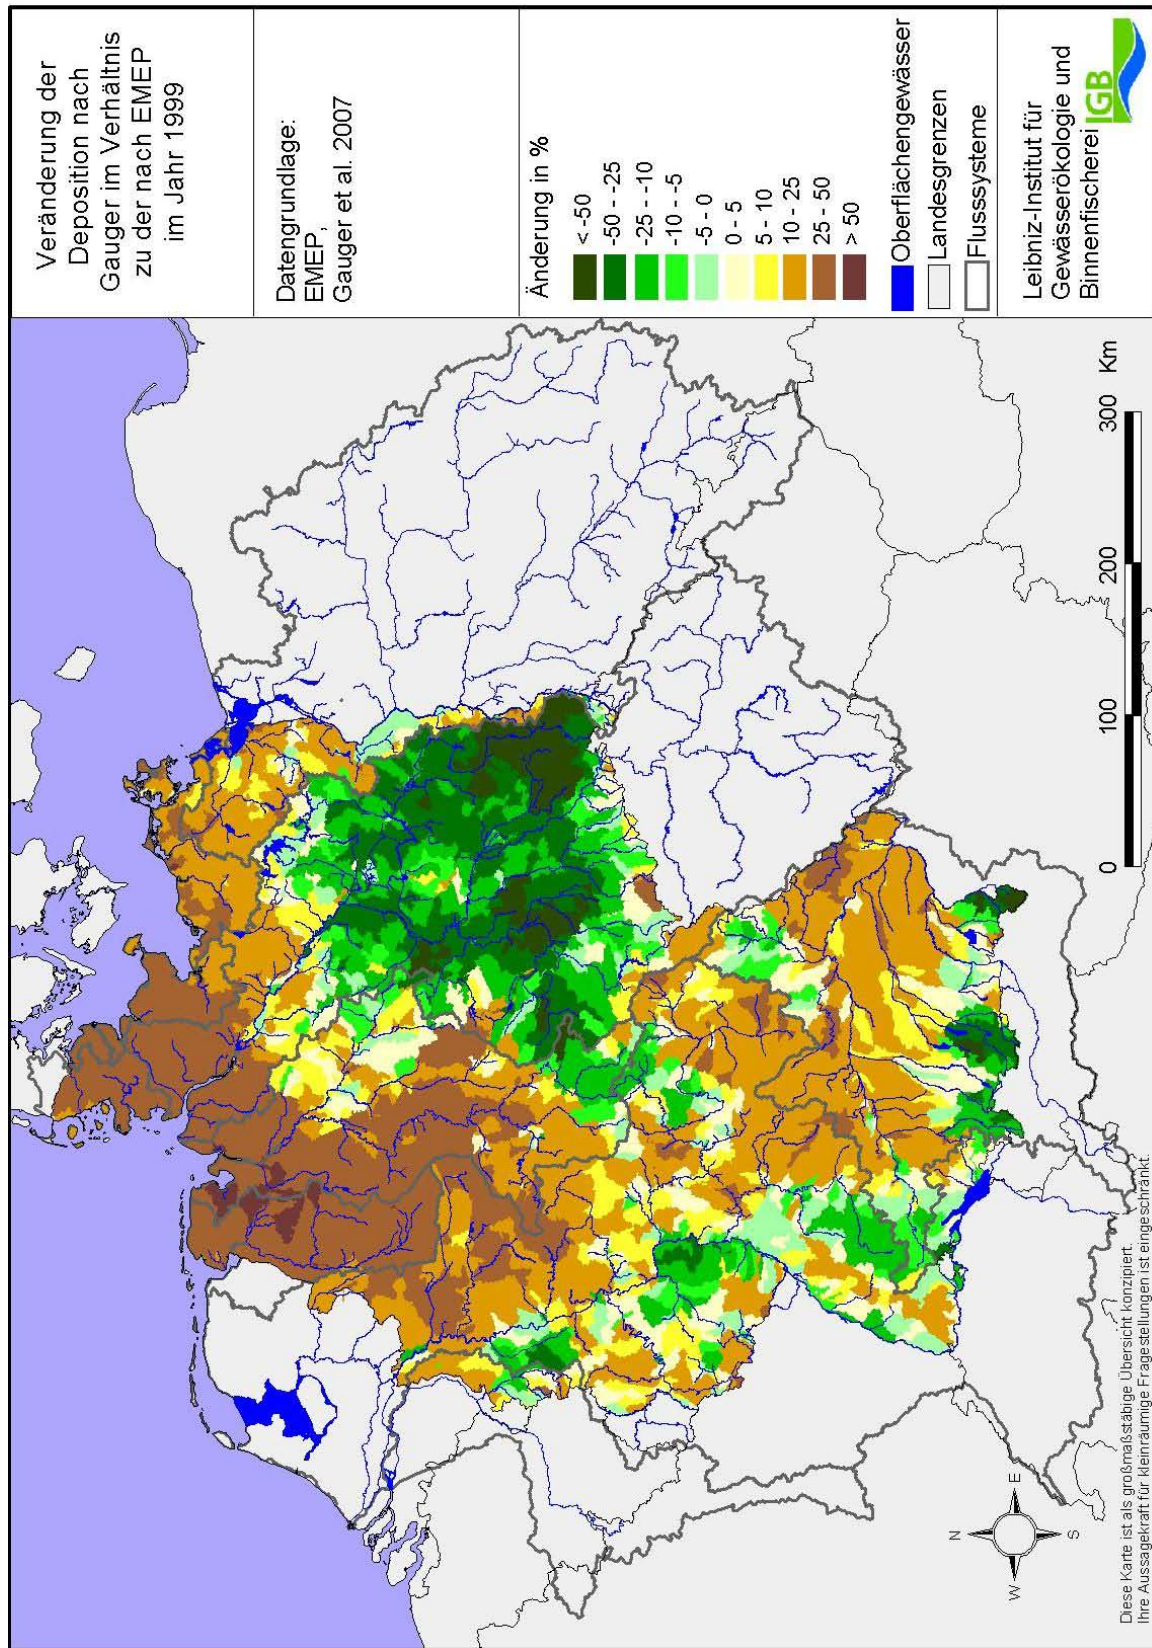 Veränderung der
Deposition nach
Gauger im Verhältnis
zu der nach EMEP
im Jahr 1999
Datengrundlage:
EMEP,
Gauger et al. 2007
Änderung in %
< -50
-50 - -25
-25 - -10
-10 - -5
-5 - 0
0 - 5
5 - 10
10 - 25
25 - 50
> 50
Oberflächengewässer
Landesgrenzen
Flusssysteme
Leibniz-Institut für
Gewässerökologie und
Binnenfischerei
IGB
0 100 200 300 Km
N
W E
S
Diese Karte ist als großmaßstäbige Übersicht konzipiert.
Ihre Aussagekraft für kleinräumige Fragestellungen ist eingeschränkt.